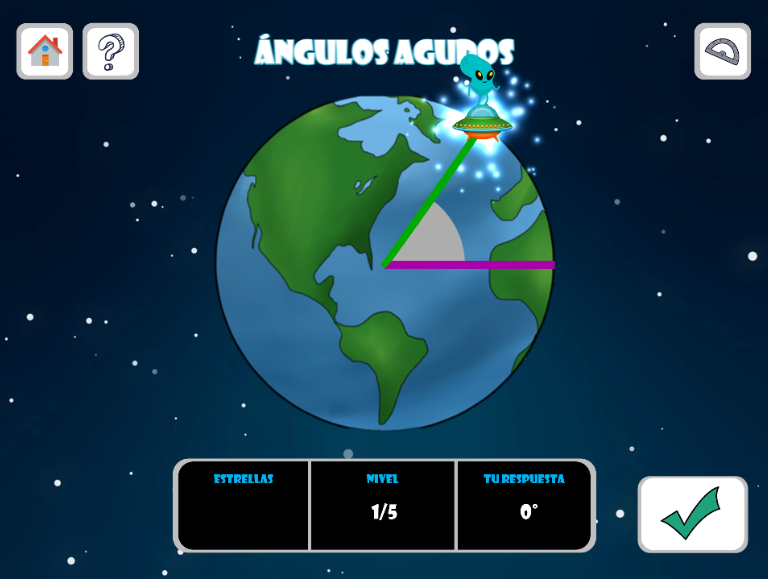 ÁNGULOS AGUDOS
ESTRELLAS
NIVEL
TU RESPUESTA
1/5
0°